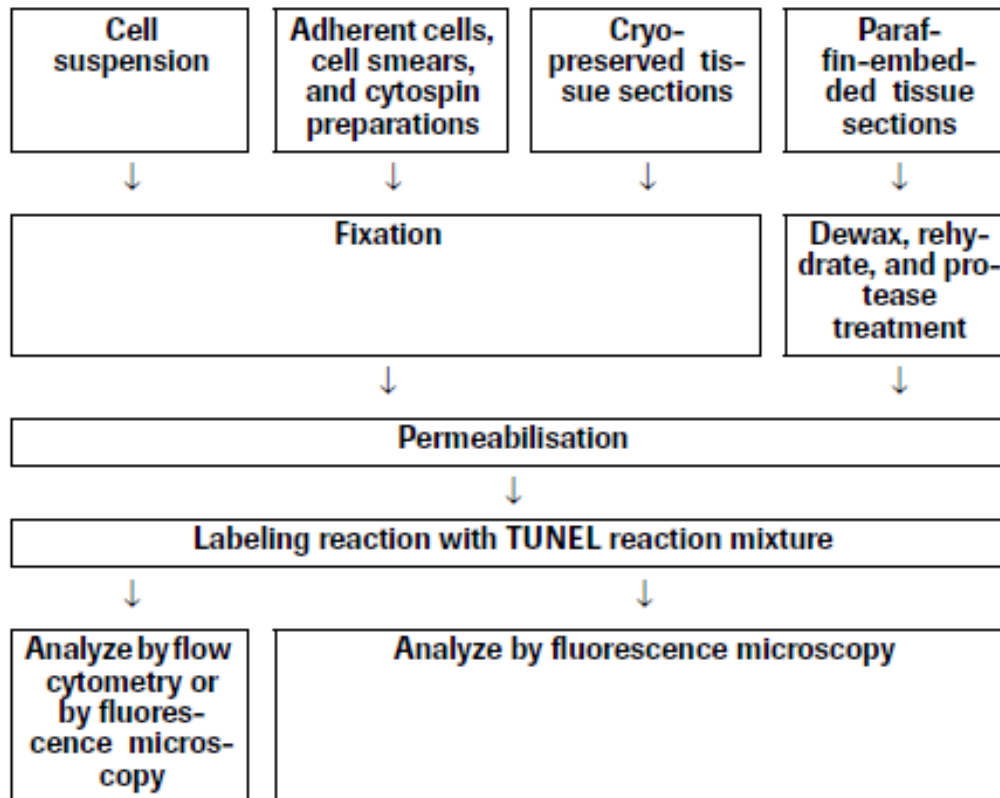 Cell
suspension
Adherent cells,
cell smears,
and cytospin
preparations
Cryo-
preserved tis-
sue sections
Paraf-
fin-embed-
ded tissue
sections
↓ ↓ ↓ ↓
Fixation
Dewax, rehy-
drate, and pro-
tease
treatment
↓ ↓
Permeabilisation
↓
Labeling reaction with TUNEL reaction mixture
↓ ↓
Analyze by flow
cytometry or
by fluores-
cence micros-
copy
Analyze by fluorescence microscopy